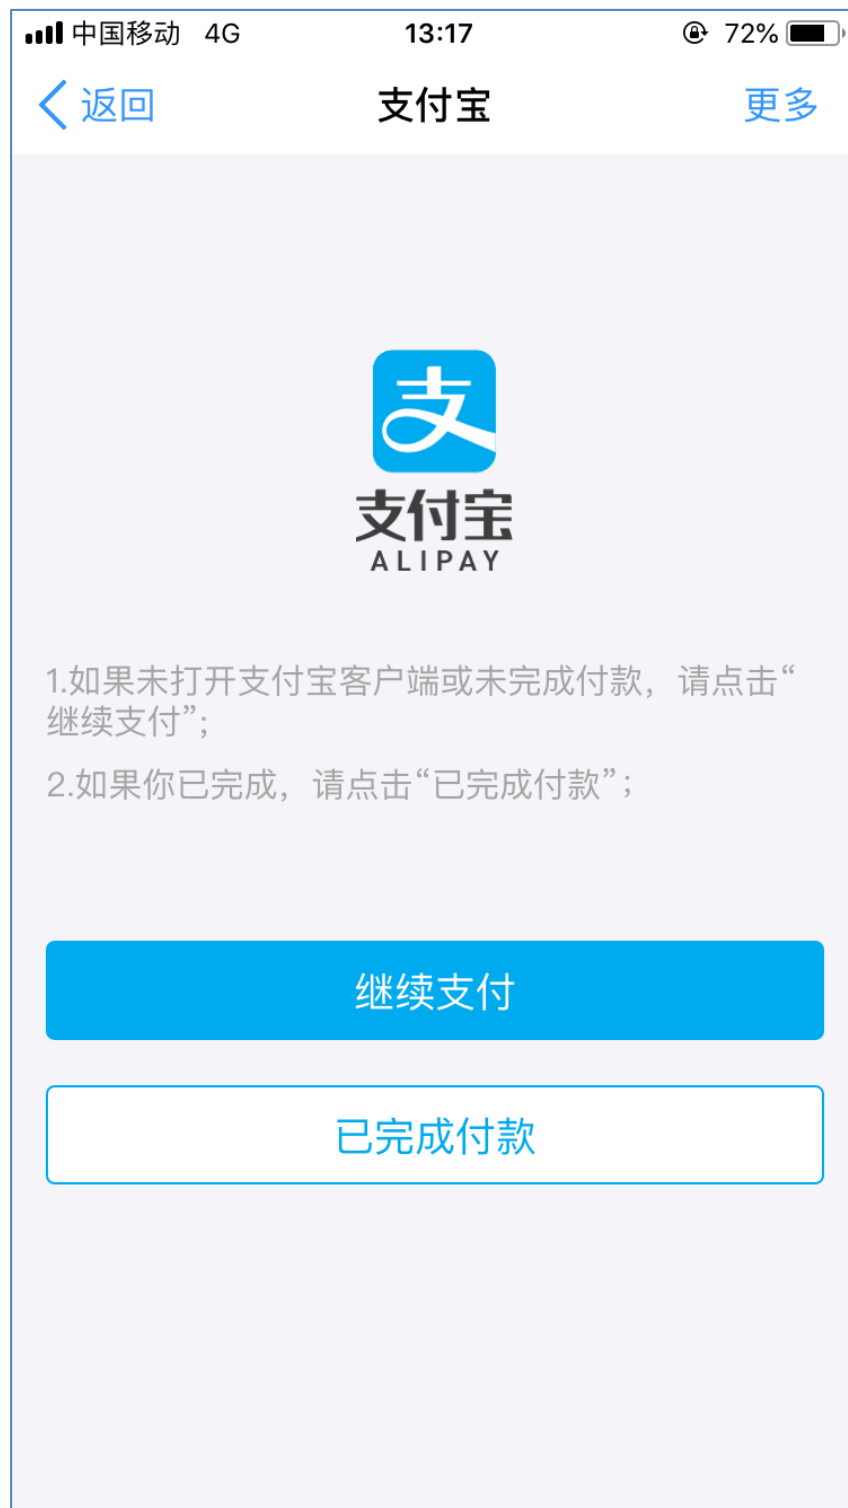 中国移动 4G 13:17 72%
返回 支付宝 更多
支
支付宝
ALIPAY
1.如果未打开支付宝客户端或未完成付款，请点击“
继续支付”;
2.如果你已完成，请点击“已完成付款”；
继续支付
已完成付款